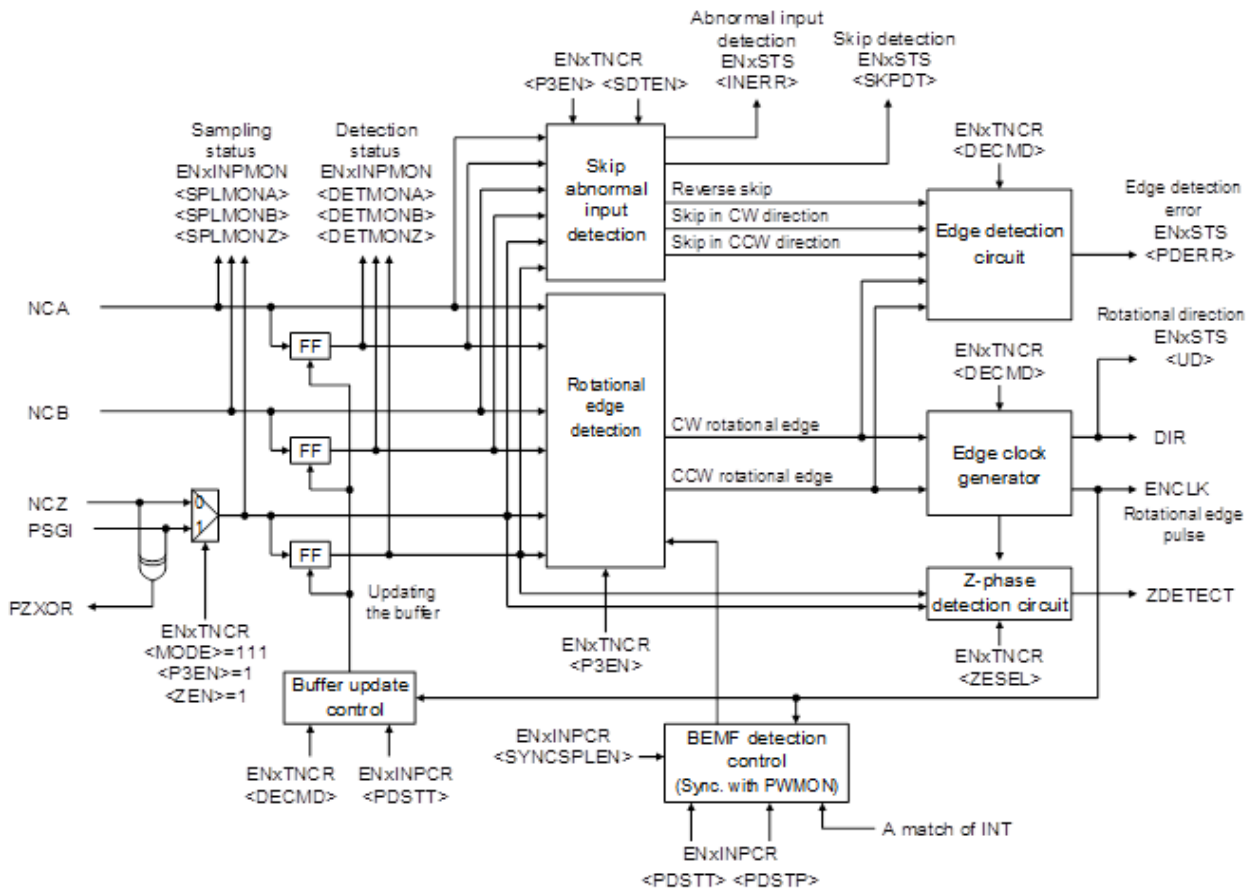 Abnormal input
detection
ENxSTS
<INERR>
Skip detection
ENxSTS
<SKPDT>
ENxTNCR
<P3EN> <SDTEN>
Sampling
status
ENxINPMON
<SPLMONA>
<SPLMONB>
<SPLMONZ>
Detection
status
ENxINPMON
<DETMONA>
<DETMONB>
<DETMONZ>
ENxTNCR
<DECMD>
Skip
abnormal
input
detection
Reverse skip
Skip in CW direction
Skip in CCW direction
Edge detection
circuit
Edge detection
error
ENxSTS
<PDERR>
NCA
FF
Rotational direction
ENxSTS
<UD>
ENxTNCR
<DECMD>
Rotational
edge
detection
NCB
FF
CW rotational edge
CCW rotational edge
Edge clock
generator
DIR
ENCLK
Rotational edge
pulse
NCZ
PSGI
0
1
FF
PZXOR
Updating
the buffer
Z-phase
detection circuit
ZDETECT
ENxTNCR
<MODE>=111
<P3EN>=1
<ZEN>=1
ENxTNCR
<P3EN>
ENxTNCR
<ZESEL>
Buffer update
control
ENxTNCR
<DECMD>
ENxINPCR
<PDSTT>
ENxINPCR
<SYNCSPLEN>
BEMF detection
control
(Sync. with PWMON)
A match of INT
ENxINPCR
<PDSTT> <PDSTP>